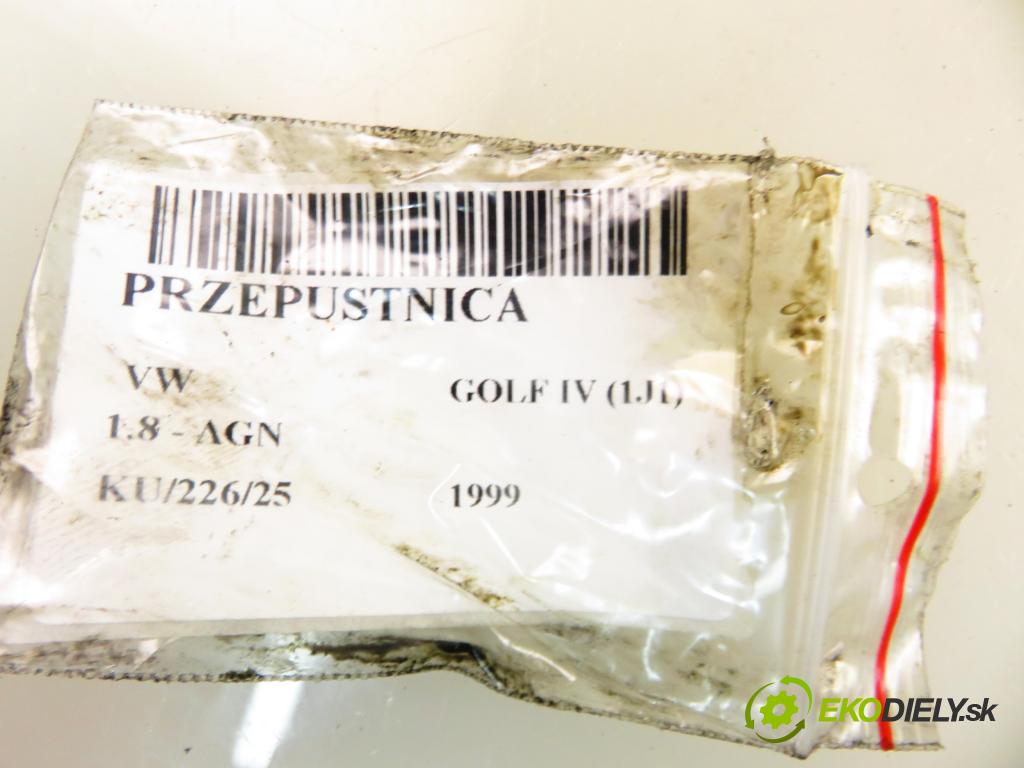 PRZEPUSTNICA
VW GOLF IV (1J1)
1.8 - AGN
KU/226/25 1999
EKODIELY.sk